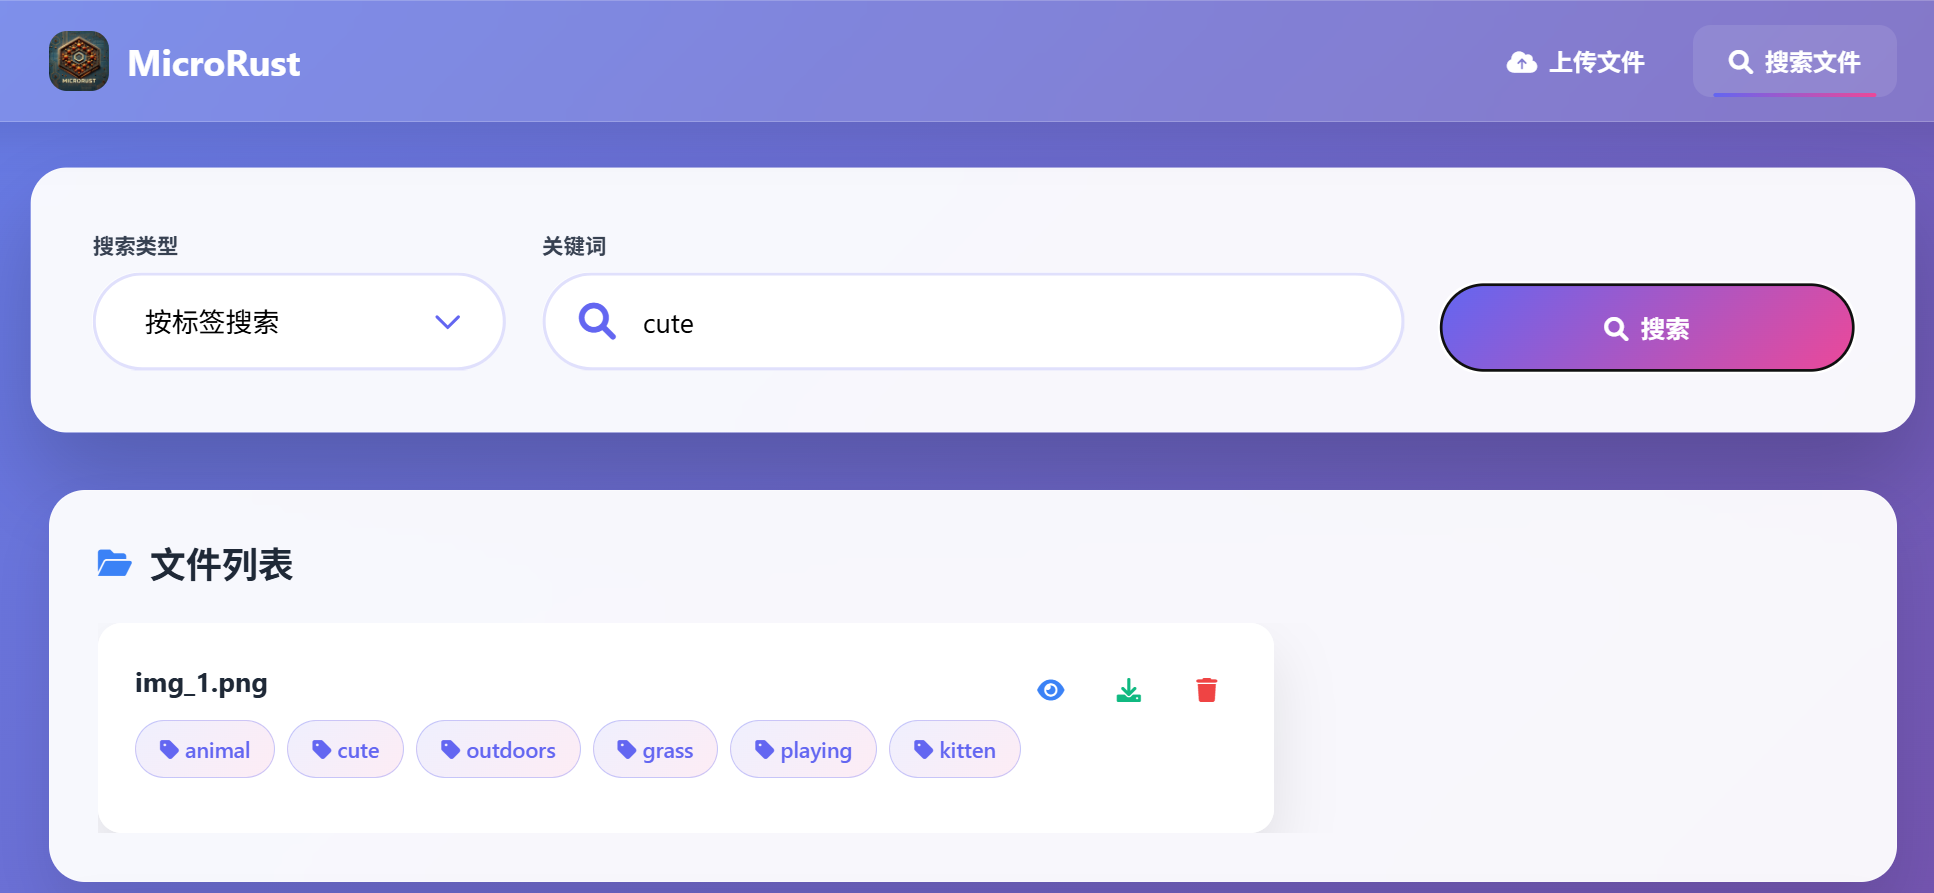 MICRORUST
MicroRust
上传文件
搜索文件
搜索类型
关键词
按标签搜索
cute
搜索
文件列表
img_1.png
animal
cute
outdoors
grass
playing
kitten